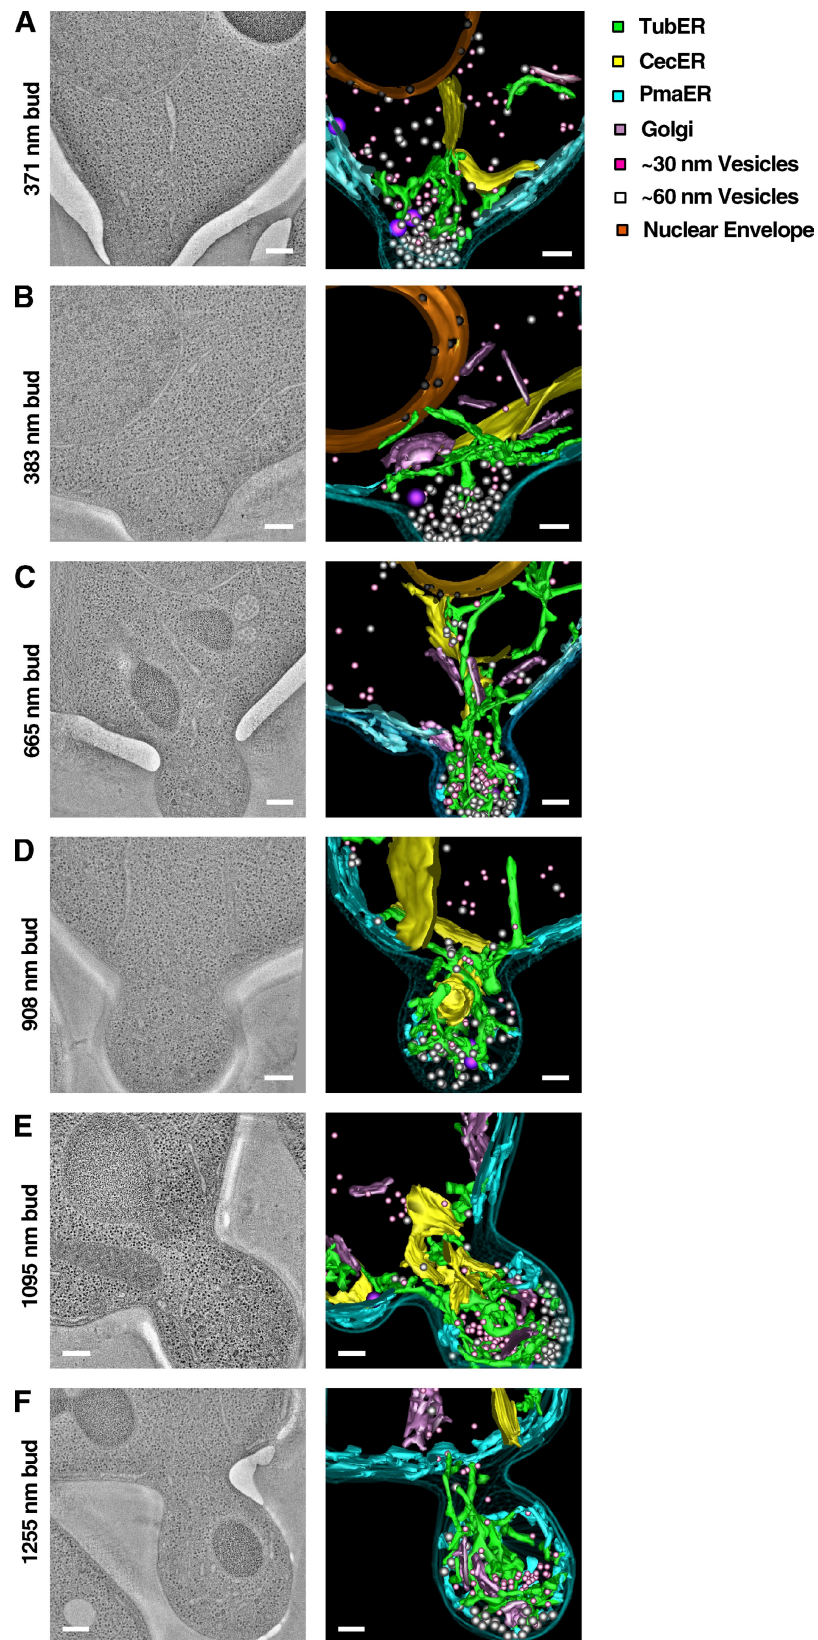 A
371 nm bud
TubER
CecER
PmaER
Golgi
~30 nm Vesicles
~60 nm Vesicles
Nuclear Envelope
B
383 nm bud
C
665 nm bud
D
908 nm bud
E
1095 nm bud
F
1255 nm bud